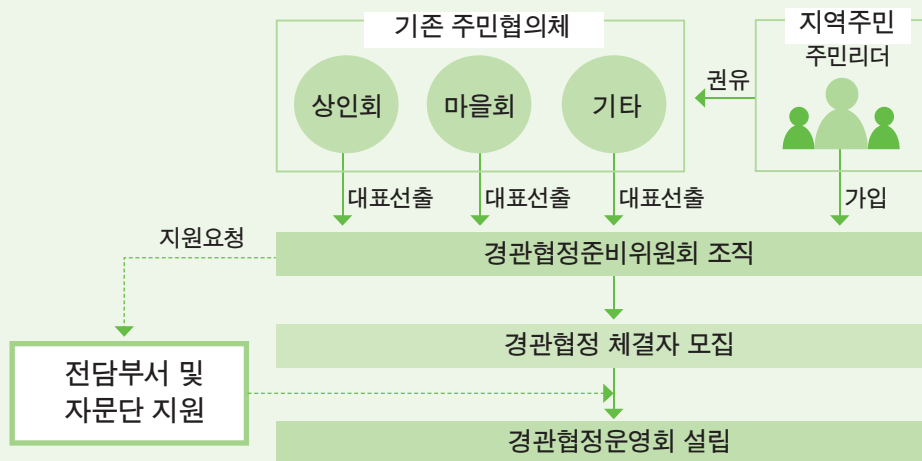 기존 주민협의체
지역주민
주민리더
권유
상인회
마을회
기타
대표선출
대표선출
대표선출
가입
지원요청
경관협정준비위원회 조직
경관협정 체결자 모집
전담부서 및
자문단 지원
경관협정운영회 설립